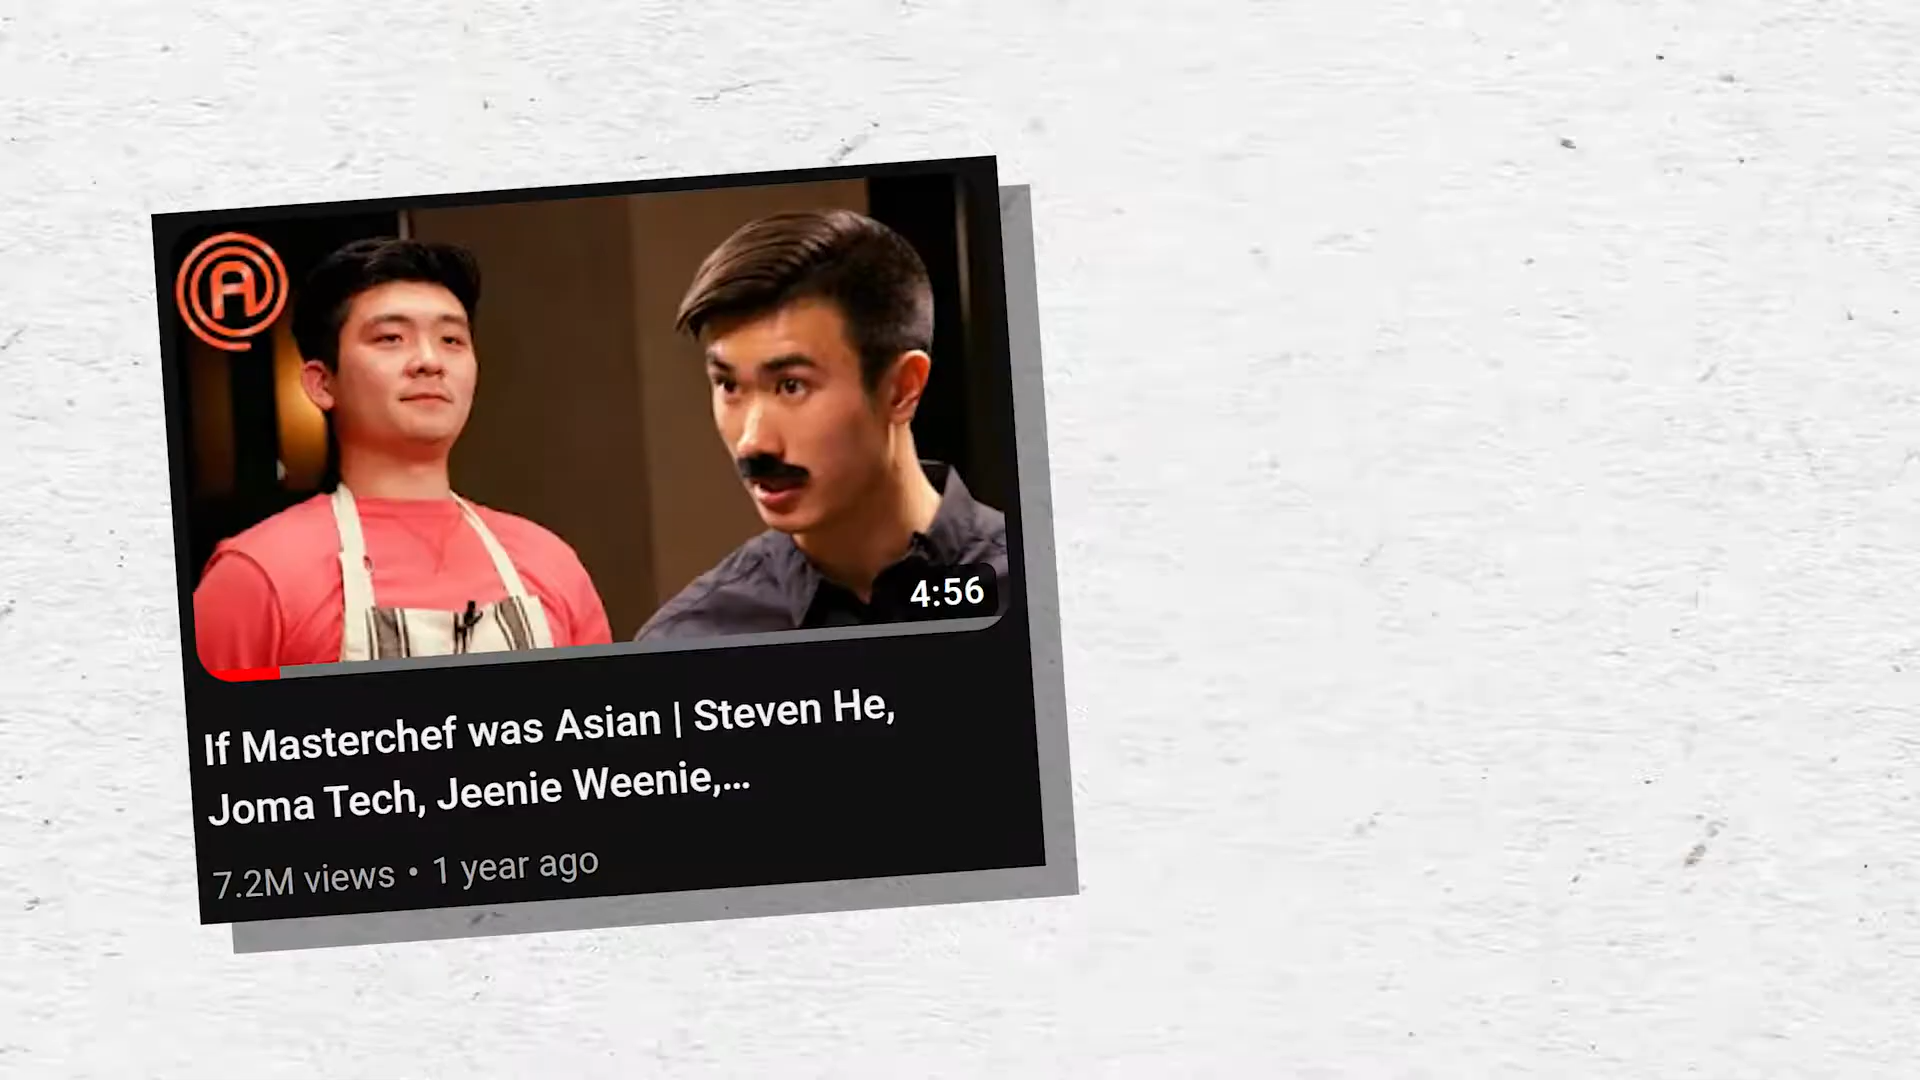 A
4:56
If Masterchef was Asian | Steven He,
Joma Tech, Jeenie Weenie,...
7.2M views • 1 year ago